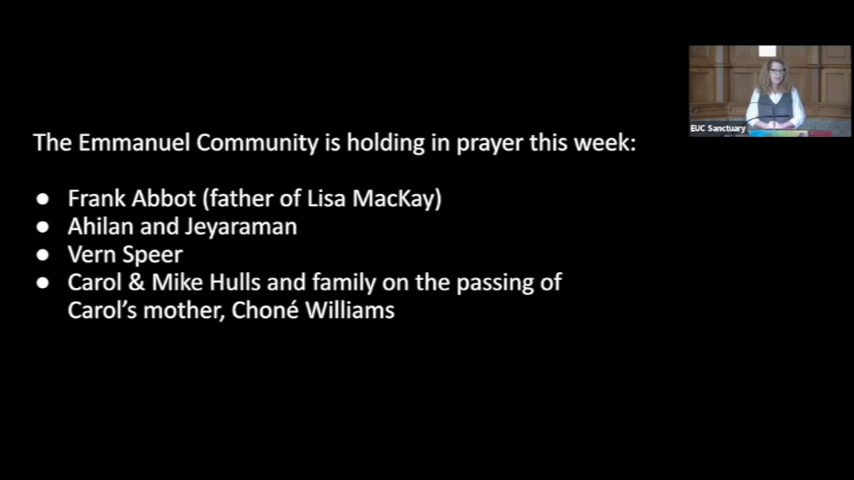 The Emmanuel Community is holding in prayer this week:
● Frank Abbot (father of Lisa MacKay)
● Ahilan and Jeyaraman
● Vern Speer
● Carol & Mike Hulls and family on the passing of
Carol’s mother, Choné Williams
EUC Sanctuary